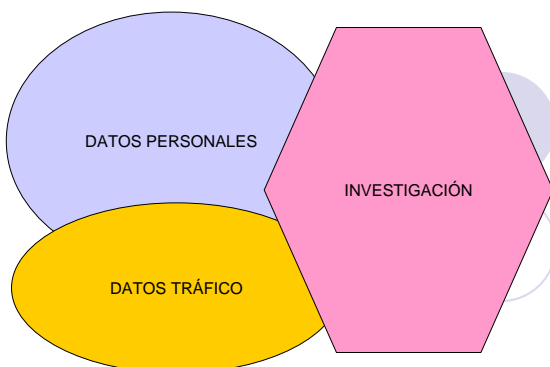 DATOS PERSONALES
INVESTIGACIÓN
DATOS TRÁFICO